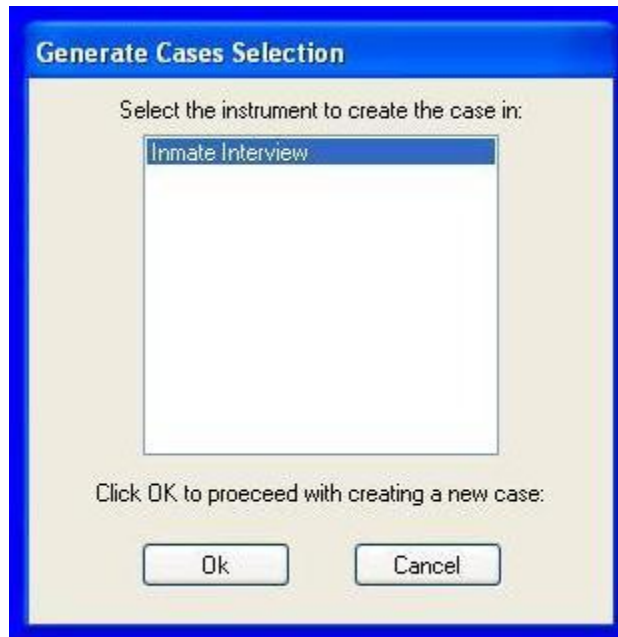 Generate Cases Selection
Select the instrument to create the case in:
Inmate Interview
Click OK to proeceed with creating a new case:
Ok Cancel